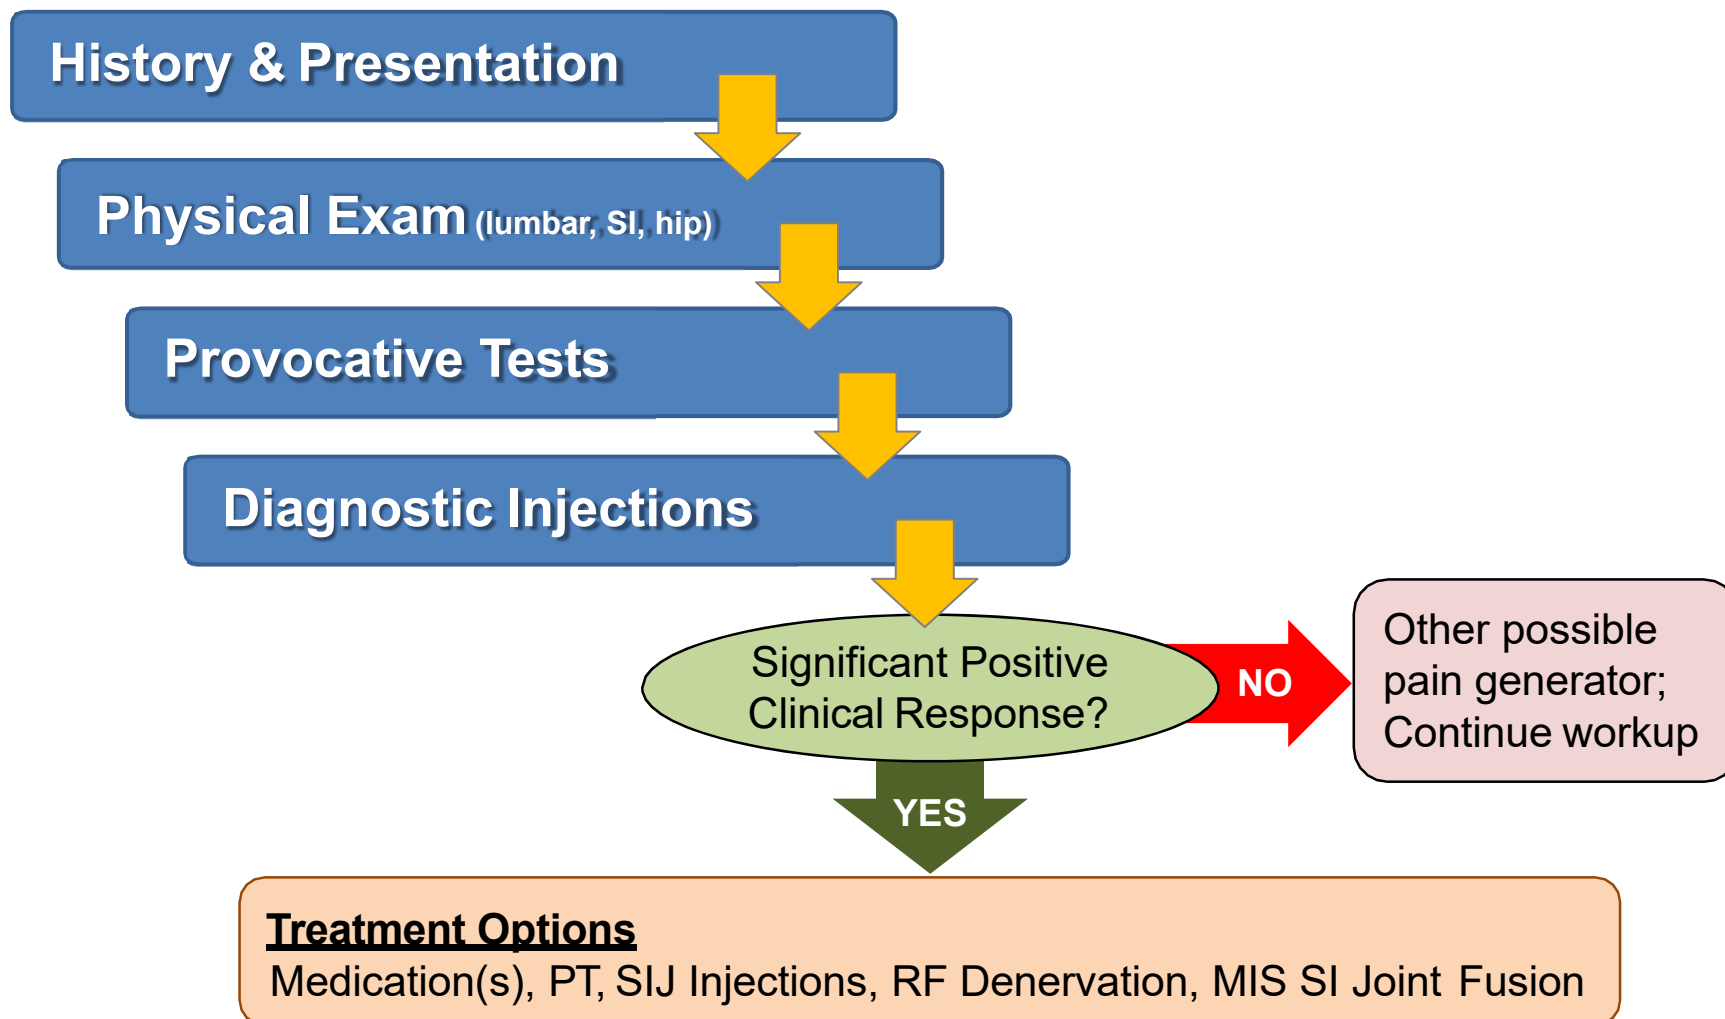 History & Presentation
Physical Exam (lumbar, SI, hip)
Provocative Tests
Diagnostic Injections
Significant Positive
Clinical Response?
NO
Other possible
pain generator;
Continue workup
YES
Treatment Options
Medication(s), PT, SIJ Injections, RF Denervation, MIS SI Joint Fusion